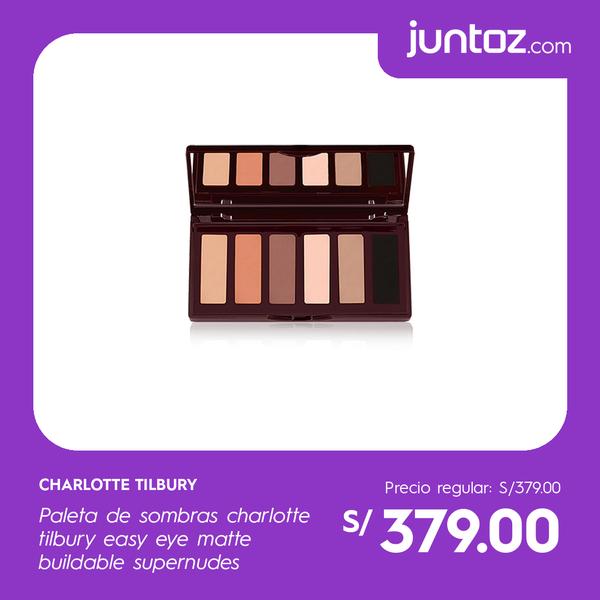 juntoz.com
CHARLOTTE TILBURY
Paleta de sombras charlotte
tilbury easy eye matte
buildable supernudes
Precio regular: S/379.00
S/379.00